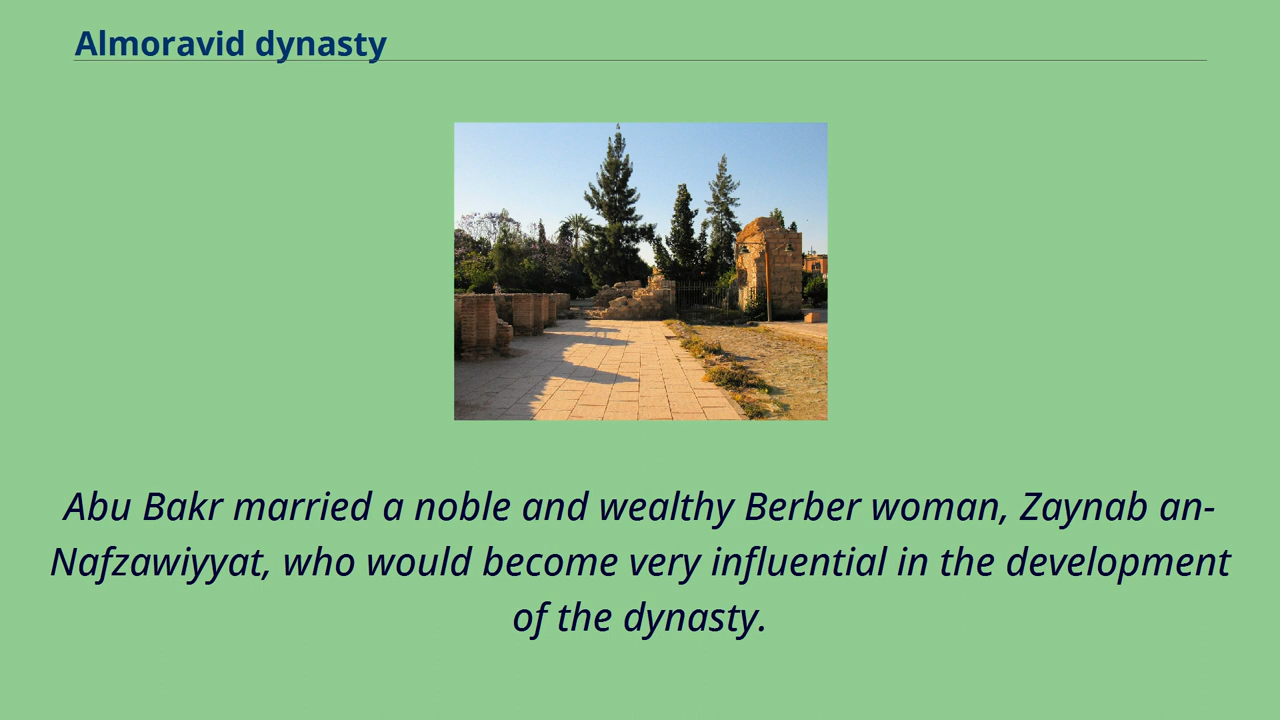 Almoravid dynasty
Abu Bakr married a noble and wealthy Berber woman, Zaynab an-
Nafzawiyyat, who would become very influential in the development
of the dynasty.